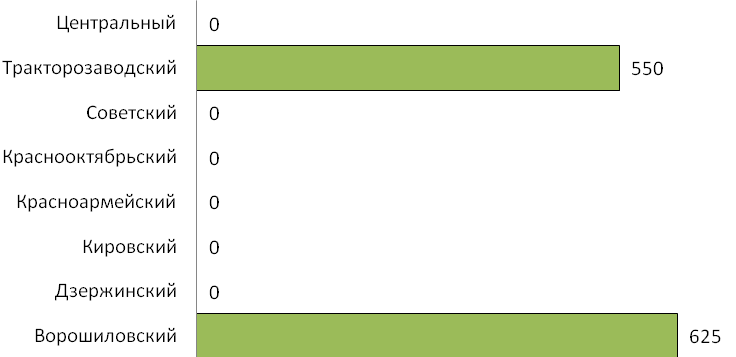 Центральный 0
Тракторозаводский 550
Советский 0
Краснооктябрьский 0
Красноармейский 0
Кировский 0
Дзержинский 0
Ворошиловский 625